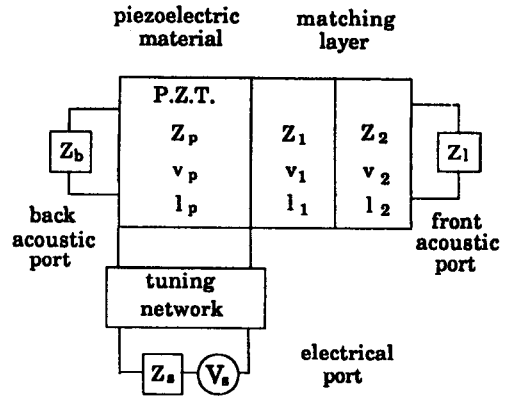 piezoelectric
material
matching
layer
P.Z.T.
Zp Z1 Z2
vp v1 v2
lp l1 l2
Zb
Zl
back
acoustic
port
front
acoustic
port
tuning
network
Zs Vs
electrical
port